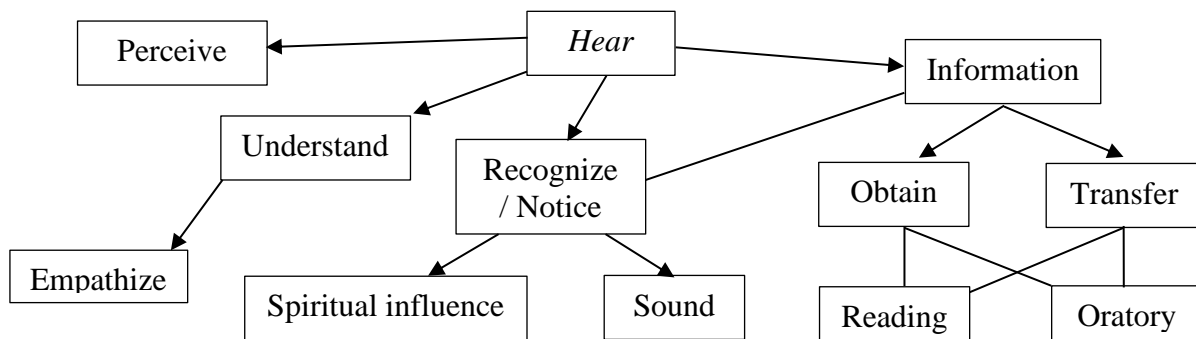 Hear
Perceive
Information
Understand
Recognize
/ Notice
Obtain
Transfer
Empathize
Spiritual influence
Sound
Reading
Oratory